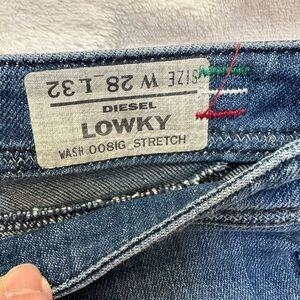 SIZE W 28 L 32
DIESEL
LOWKY
WASH 008IG_STRETCH